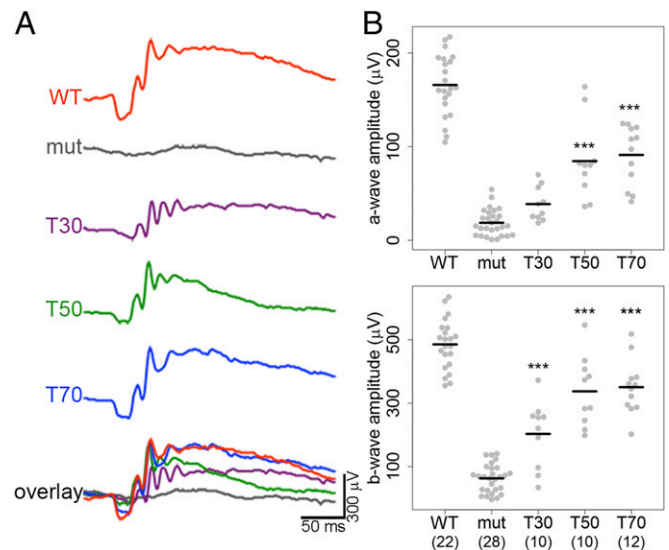 A
WT
mut
T30
T50
T70
overlay
50 ms
300 µV
B
a-wave amplitude (µV)
200
100
0
*** ***
WT mut T30 T50 T70
b-wave amplitude (µV)
500
300
100
*** *** ***
WT mut T30 T50 T70
(22) (28) (10) (10) (12)